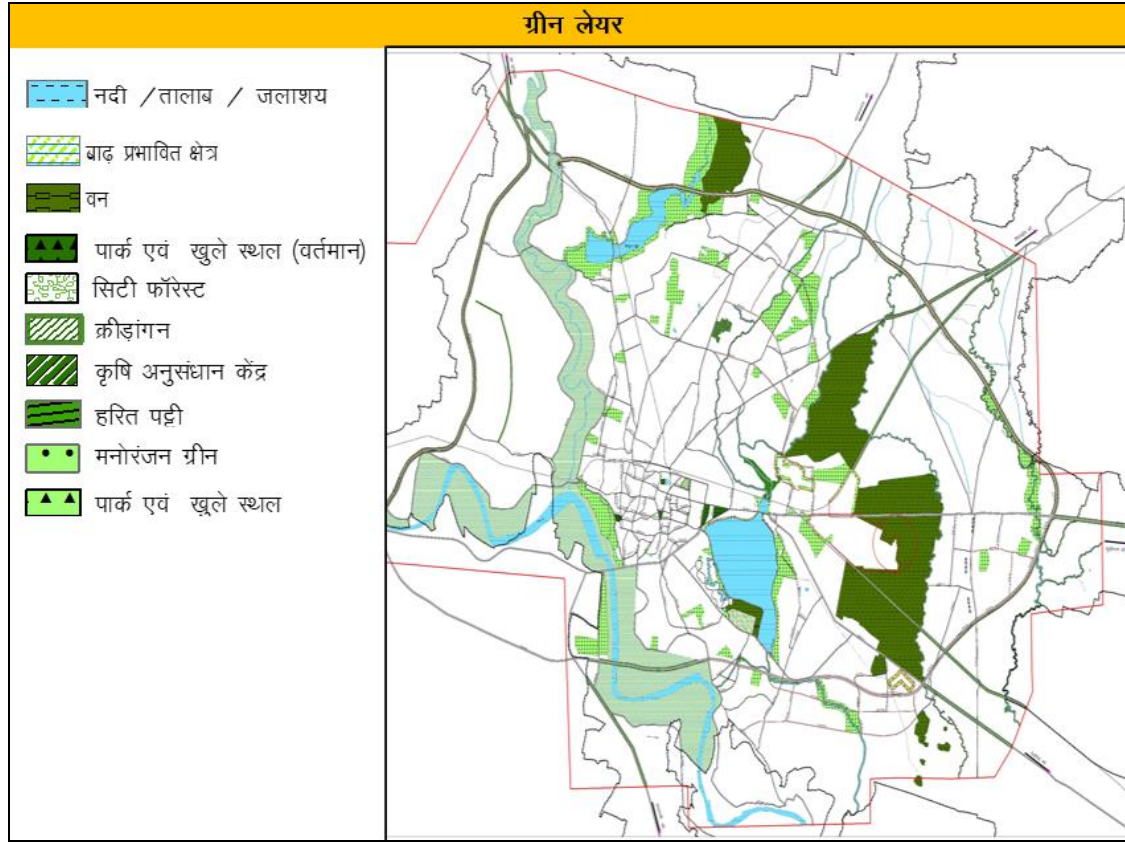 ग्रीन लेयर
नदी /तालाब / जलाशय
बाढ़ प्रभावित क्षेत्र
वन
पार्क एवं खुले स्थल (वर्तमान)
सिटी फॉरेस्ट
क्रीड़ांगन
कृषि अनुसंधान केंद्र
हरित पट्टी
मनोरंजन ग्रीन
पार्क एवं खुले स्थल